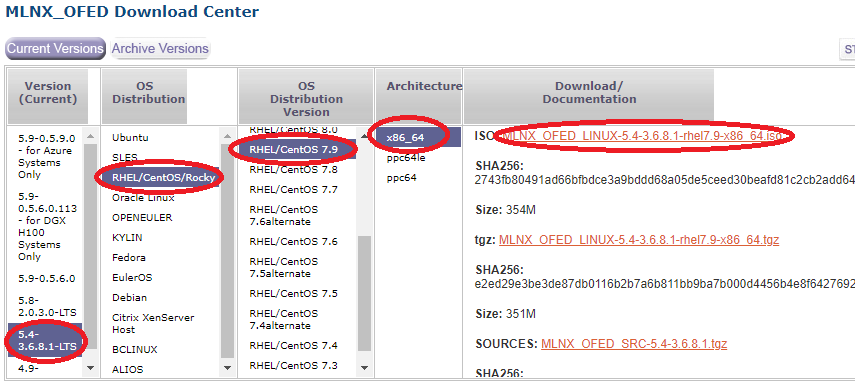 MLNX_OFED Download Center
Current Versions
Archive Versions
ST
Version
(Current)
5.9-0.5.9.0
- for Azure
Systems
Only
5.9-
0.5.6.0.113
- for DGX
H100
Systems
Only
5.9-0.5.6.0
5.8-
2.0.3.0-LTS
5.4-
3.6.8.1-LTS
4.9-
OS
Distribution
Ubuntu
SLES
RHEL/CentOS/Rocky
Oracle Linux
OPENEULER
KYLIN
Fedora
EulerOS
Debian
Citrix XenServer
Host
BCLINUX
ALIOS
OS
Distribution
Version
RHEL/CentOS 8.0
RHEL/CentOS 7.9
RHEL/CentOS 7.8
RHEL/CentOS 7.7
RHEL/CentOS
7.6alternate
RHEL/CentOS 7.6
RHEL/CentOS
7.5alternate
RHEL/CentOS 7.5
RHEL/CentOS
7.4alternate
RHEL/CentOS 7.4
RHEL/CentOS 7.3
Architecture
x86_64
ppc64le
ppc64
Download/
Documentation
ISO: MLNX_OFED_LINUX-5.4-3.6.8.1-rhel7.9-x86_64.iso
SHA256:
2743fb80491ad66bfbdce3a9bddd68a05de5ceed30beafd81c2cb2add64
Size: 354M
tgz: MLNX_OFED_LINUX-5.4-3.6.8.1-rhel7.9-x86_64.tgz
SHA256:
e2ed29e3be3de87db0116b2b7a6b811bb9ba7b000d4456b4e8f6427692
Size: 351M
SOURCES: MLNX_OFED_SRC-5.4-3.6.8.1.tgz
SHA256: